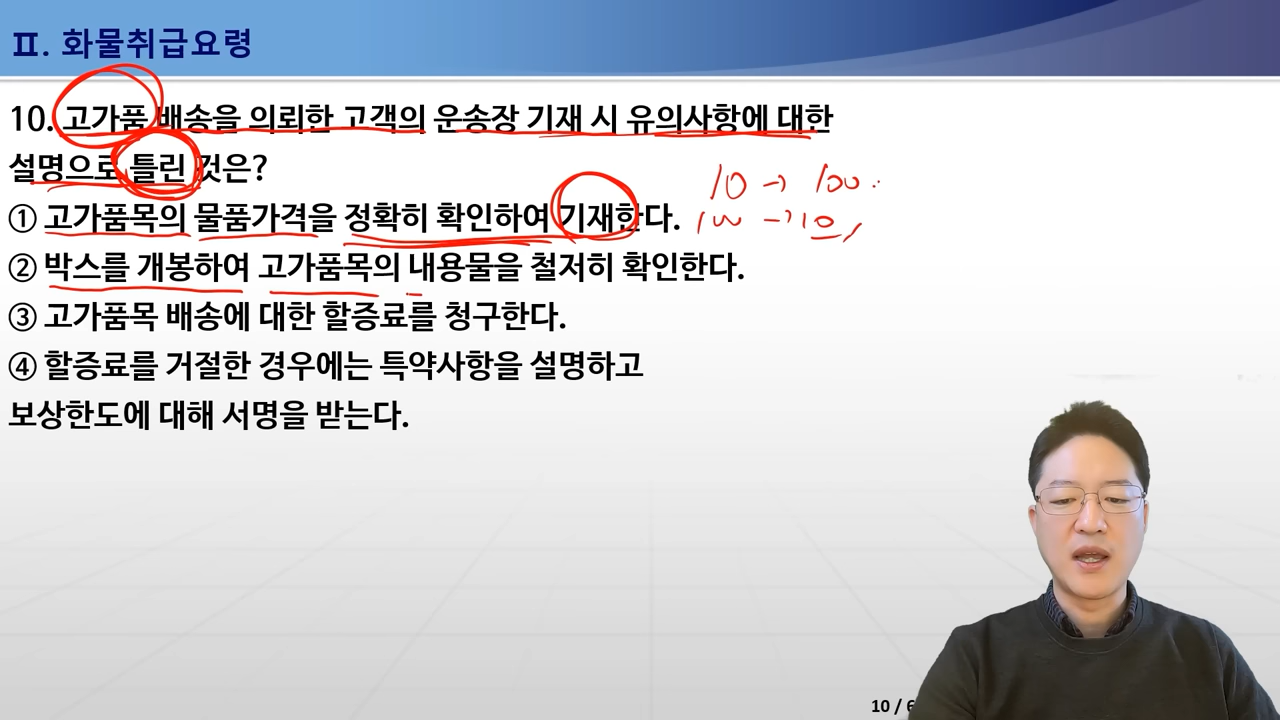 Ⅱ. 화물취급요령
10. 고가품 배송을 의뢰한 고객의 운송장 기재 시 유의사항에 대한
설명으로 틀린 것은?
10 → 100
① 고가품목의 물품가격을 정확히 확인하여 기재한다.
100 → 10
② 박스를 개봉하여 고가품목의 내용물을 철저히 확인한다.
③ 고가품목 배송에 대한 할증료를 청구한다.
④ 할증료를 거절한 경우에는 특약사항을 설명하고
보상한도에 대해 서명을 받는다.
10 / 6